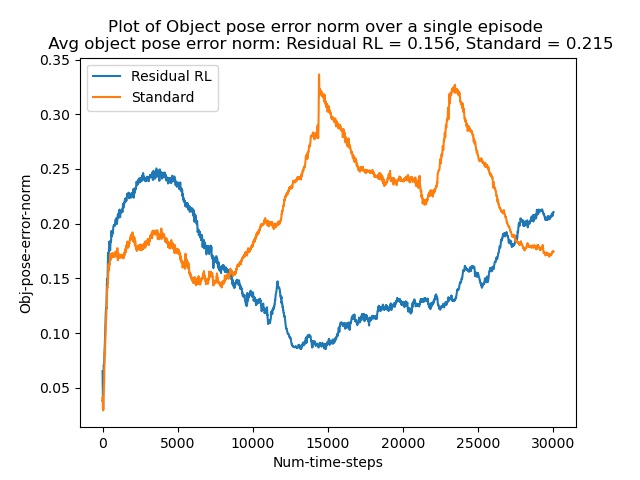 Plot of Object pose error norm over a single episode
Avg object pose error norm: Residual RL = 0.156, Standard = 0.215
0.35
0.30
0.25
0.20
0.15
0.10
0.05
Obj-pose-error-norm
Residual RL
Standard
0 5000 10000 15000 20000 25000 30000
Num-time-steps